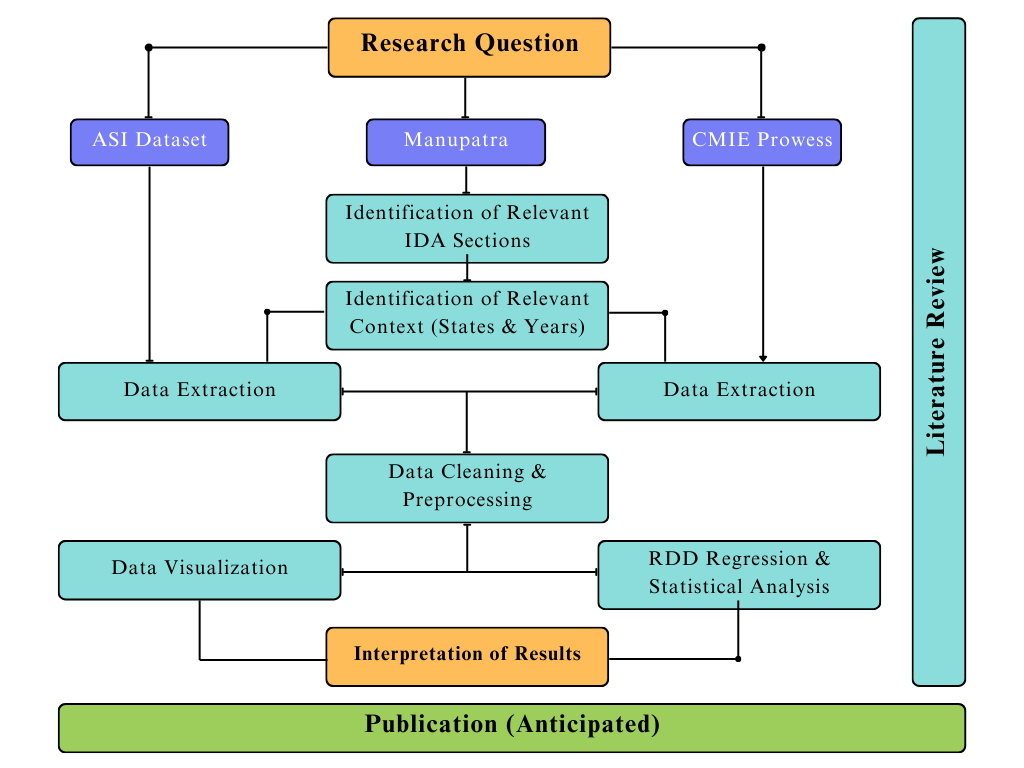 Research Question
ASI Dataset
Manupatra
CMIE Prowess
Identification of Relevant
IDA Sections
Identification of Relevant
Context (States & Years)
Data Extraction
Data Extraction
Data Cleaning &
Preprocessing
Data Visualization
RDD Regression &
Statistical Analysis
Interpretation of Results
Literature Review
Publication (Anticipated)